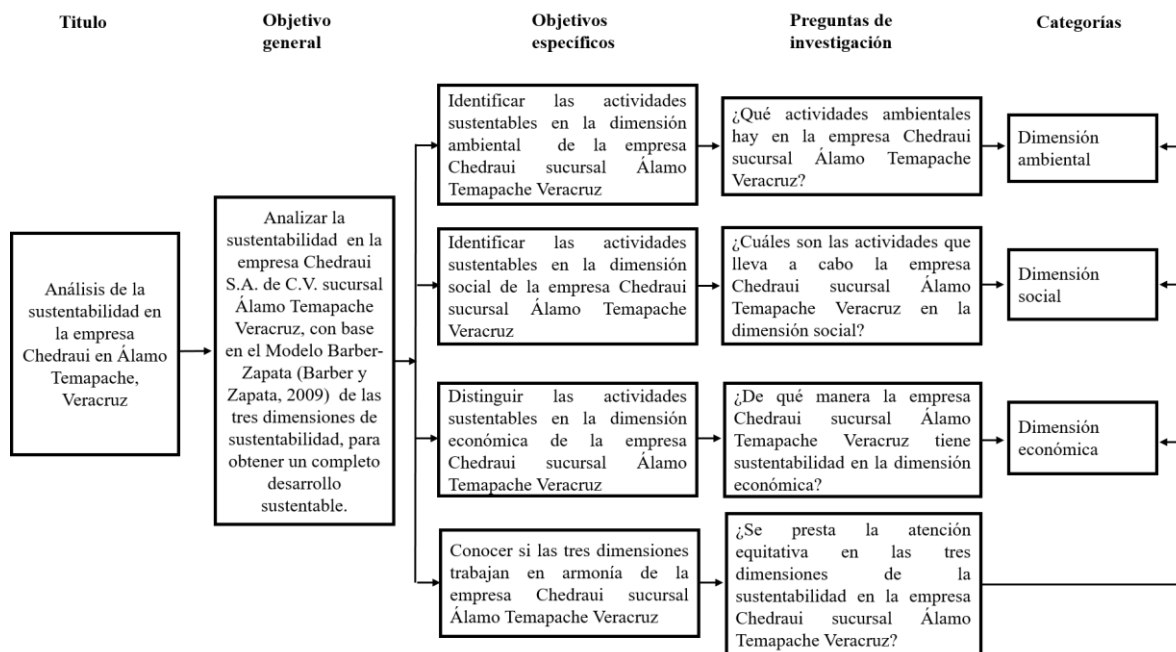 Titulo
Objetivo
general
Objetivos
específicos
Preguntas de
investigación
Categorías
Análisis de la
sustentabilidad en
la empresa
Chedraui en Álamo
Temapache,
Veracruz
Analizar la
sustentabilidad en la
empresa Chedraui
S.A. de C.V. sucursal
Álamo Temapache
Veracruz, con base
en el Modelo Barber-
Zapata (Barber y
Zapata, 2009) de las
tres dimensiones de
sustentabilidad, para
obtener un completo
desarrollo
sustentable.
Identificar las actividades
sustentables en la dimensión
ambiental de la empresa
Chedraui sucursal Álamo
Temapache Veracruz
¿Qué actividades ambientales
hay en la empresa Chedraui
sucursal Álamo Temapache
Veracruz?
Dimensión
ambiental
Identificar las actividades
sustentables en la dimensión
social de la empresa Chedraui
sucursal Álamo Temapache
Veracruz
¿Cuáles son las actividades que
lleva a cabo la empresa
Chedraui sucursal Álamo
Temapache Veracruz en la
dimensión social?
Dimensión
social
Distinguir las actividades
sustentables en la dimensión
económica de la empresa
Chedraui sucursal Álamo
Temapache Veracruz
¿De qué manera la empresa
Chedraui sucursal Álamo
Temapache Veracruz tiene
sustentabilidad en la dimensión
económica?
Dimensión
económica
Conocer si las tres dimensiones
trabajan en armonía de la
empresa Chedraui sucursal
Álamo Temapache Veracruz
¿Se presta la atención
equitativa en las tres
dimensiones de la
sustentabilidad en la empresa
Chedraui sucursal Álamo
Temapache Veracruz?